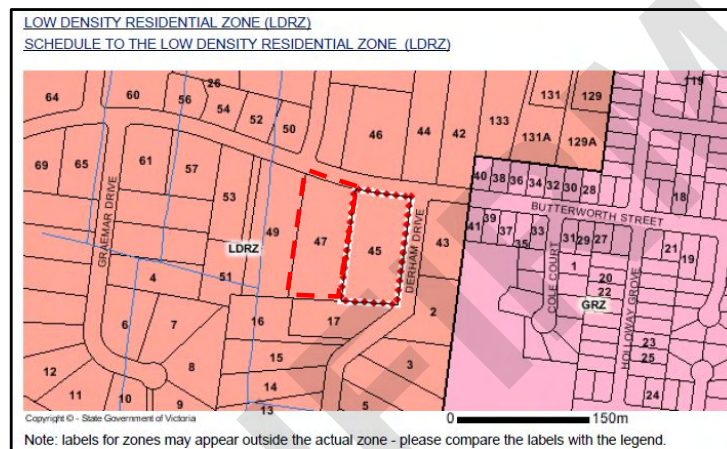 LOW DENSITY RESIDENTIAL ZONE (LDRZ)
SCHEDULE TO THE LOW DENSITY RESIDENTIAL ZONE (LDRZ)
64 60 56 26 54 52 50 46 44 42 133 131 129 131A 129A 119
69 65 61 57 53 49 47 45 43 40 38 36 34 32 30 28 18
GRAEMAR DRIVE
LDRZ
DERHAM DRIVE
BUTTERWORTH STREET
41 39 37 35 33 31 29 27 21 19
COLE COURT
HOLLOWAY GROVE
GRZ
4 51 1 20 22
6 7 16 17 2
12 8 15 3 23 25
11 10 9 14 13 5 24
Copyright © - State Government of Victoria
0 150m
Note: labels for zones may appear outside the actual zone - please compare the labels with the legend.